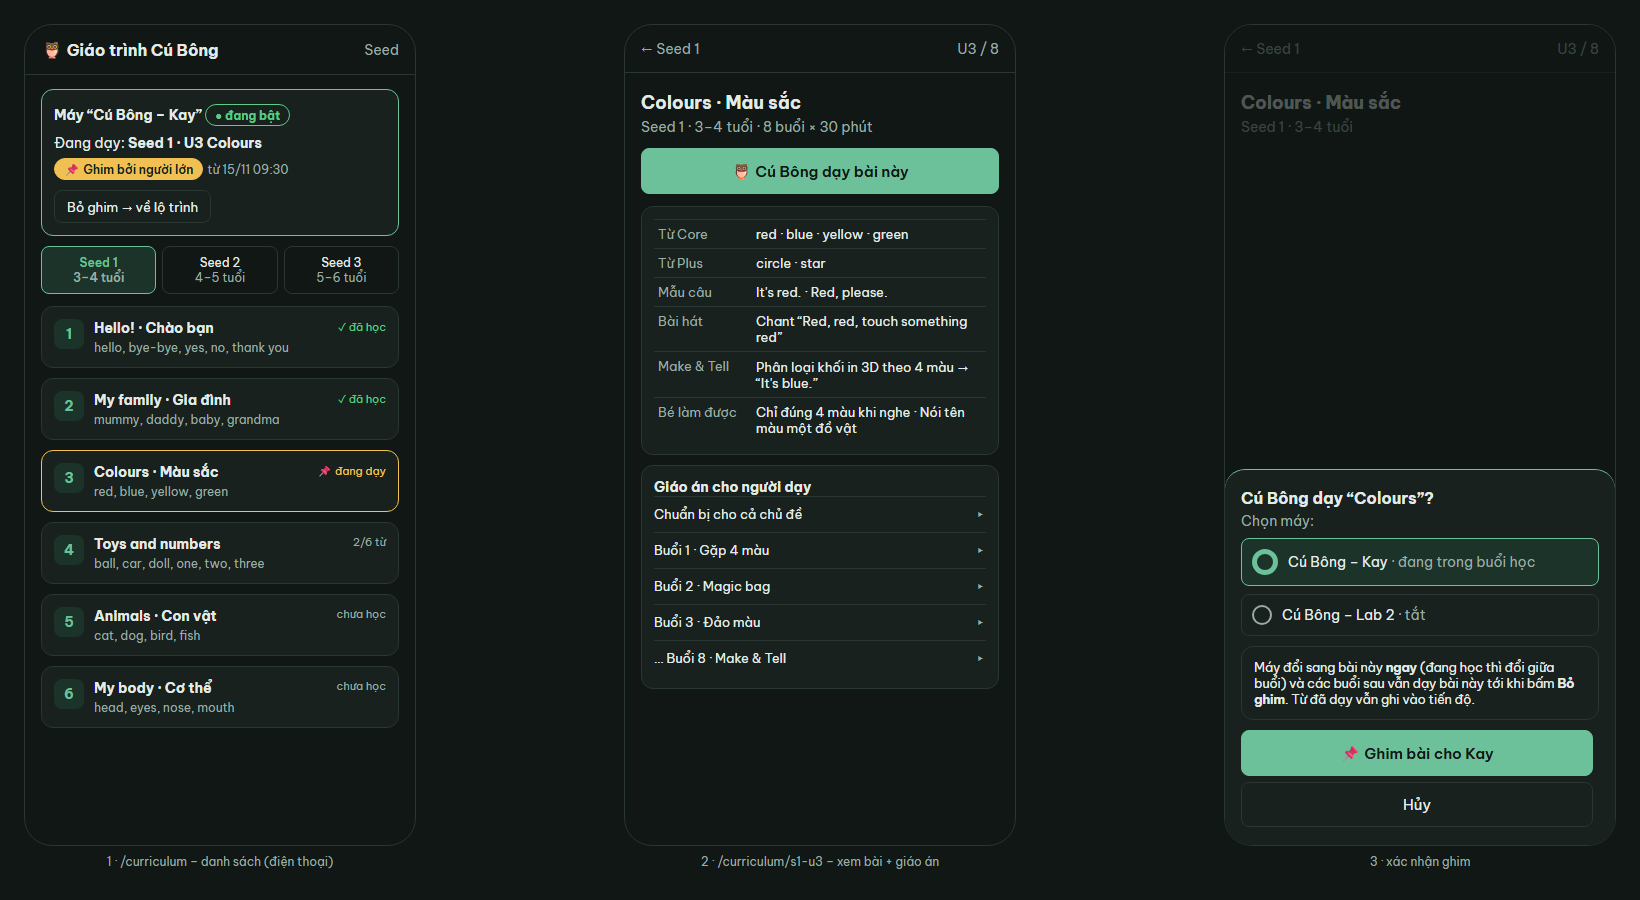 Giáo trình Cú Bông
Seed
Máy “Cú Bông – Kay” • đang bật
Đang dạy: Seed 1 · U3 Colours
Ghim bởi người lớn từ 15/11 09:30
Bỏ ghim → về lộ trình
Seed 1
3–4 tuổi
Seed 2
4–5 tuổi
Seed 3
5–6 tuổi
1
Hello! · Chào bạn
✓ đã học
hello, bye-bye, yes, no, thank you
2
My family · Gia đình
✓ đã học
mummy, daddy, baby, grandma
3
Colours · Màu sắc
đang dạy
red, blue, yellow, green
4
Toys and numbers
2/6 từ
ball, car, doll, one, two, three
5
Animals · Con vật
chưa học
cat, dog, bird, fish
6
My body · Cơ thể
chưa học
head, eyes, nose, mouth
1 · /curriculum – danh sách (điện thoại)
← Seed 1
U3 / 8
Colours · Màu sắc
Seed 1 · 3–4 tuổi · 8 buổi × 30 phút
Cú Bông dạy bài này
Từ Core
red · blue · yellow · green
Từ Plus
circle · star
Mẫu câu
It's red. · Red, please.
Bài hát
Chant “Red, red, touch something
red”
Make & Tell
Phân loại khối in 3D theo 4 màu →
“It's blue.”
Bé làm được
Chỉ đúng 4 màu khi nghe · Nói tên
màu một đồ vật
Giáo án cho người dạy
Chuẩn bị cho cả chủ đề ▸
Buổi 1 · Gặp 4 màu ▸
Buổi 2 · Magic bag ▸
Buổi 3 · Đảo màu ▸
... Buổi 8 · Make & Tell ▸
2 · /curriculum/s1-u3 – xem bài + giáo án
← Seed 1
U3 / 8
Colours · Màu sắc
Seed 1 · 3–4 tuổi
Cú Bông dạy “Colours”?
Chọn máy:
Cú Bông – Kay · đang trong buổi học
Cú Bông – Lab 2 · tắt
Máy đổi sang bài này ngay (đang học thì đổi giữa
buổi) và các buổi sau vẫn dạy bài này tới khi bấm Bỏ
ghim. Từ đã dạy vẫn ghi vào tiến độ.
Ghim bài cho Kay
Hủy
3 · xác nhận ghim